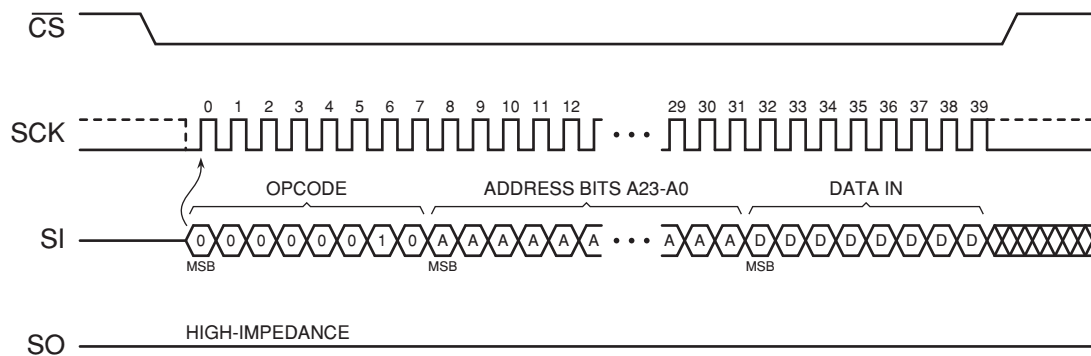 CS
0 1 2 3 4 5 6 7 8 9 10 11 12 29 30 31 32 33 34 35 36 37 38 39
SCK
OPCODE ADDRESS BITS A23-A0 DATA IN
SI 0 0 0 0 0 0 1 0 A A A A A A A A A D D D D D D D D
MSB MSB MSB
HIGH-IMPEDANCE
SO